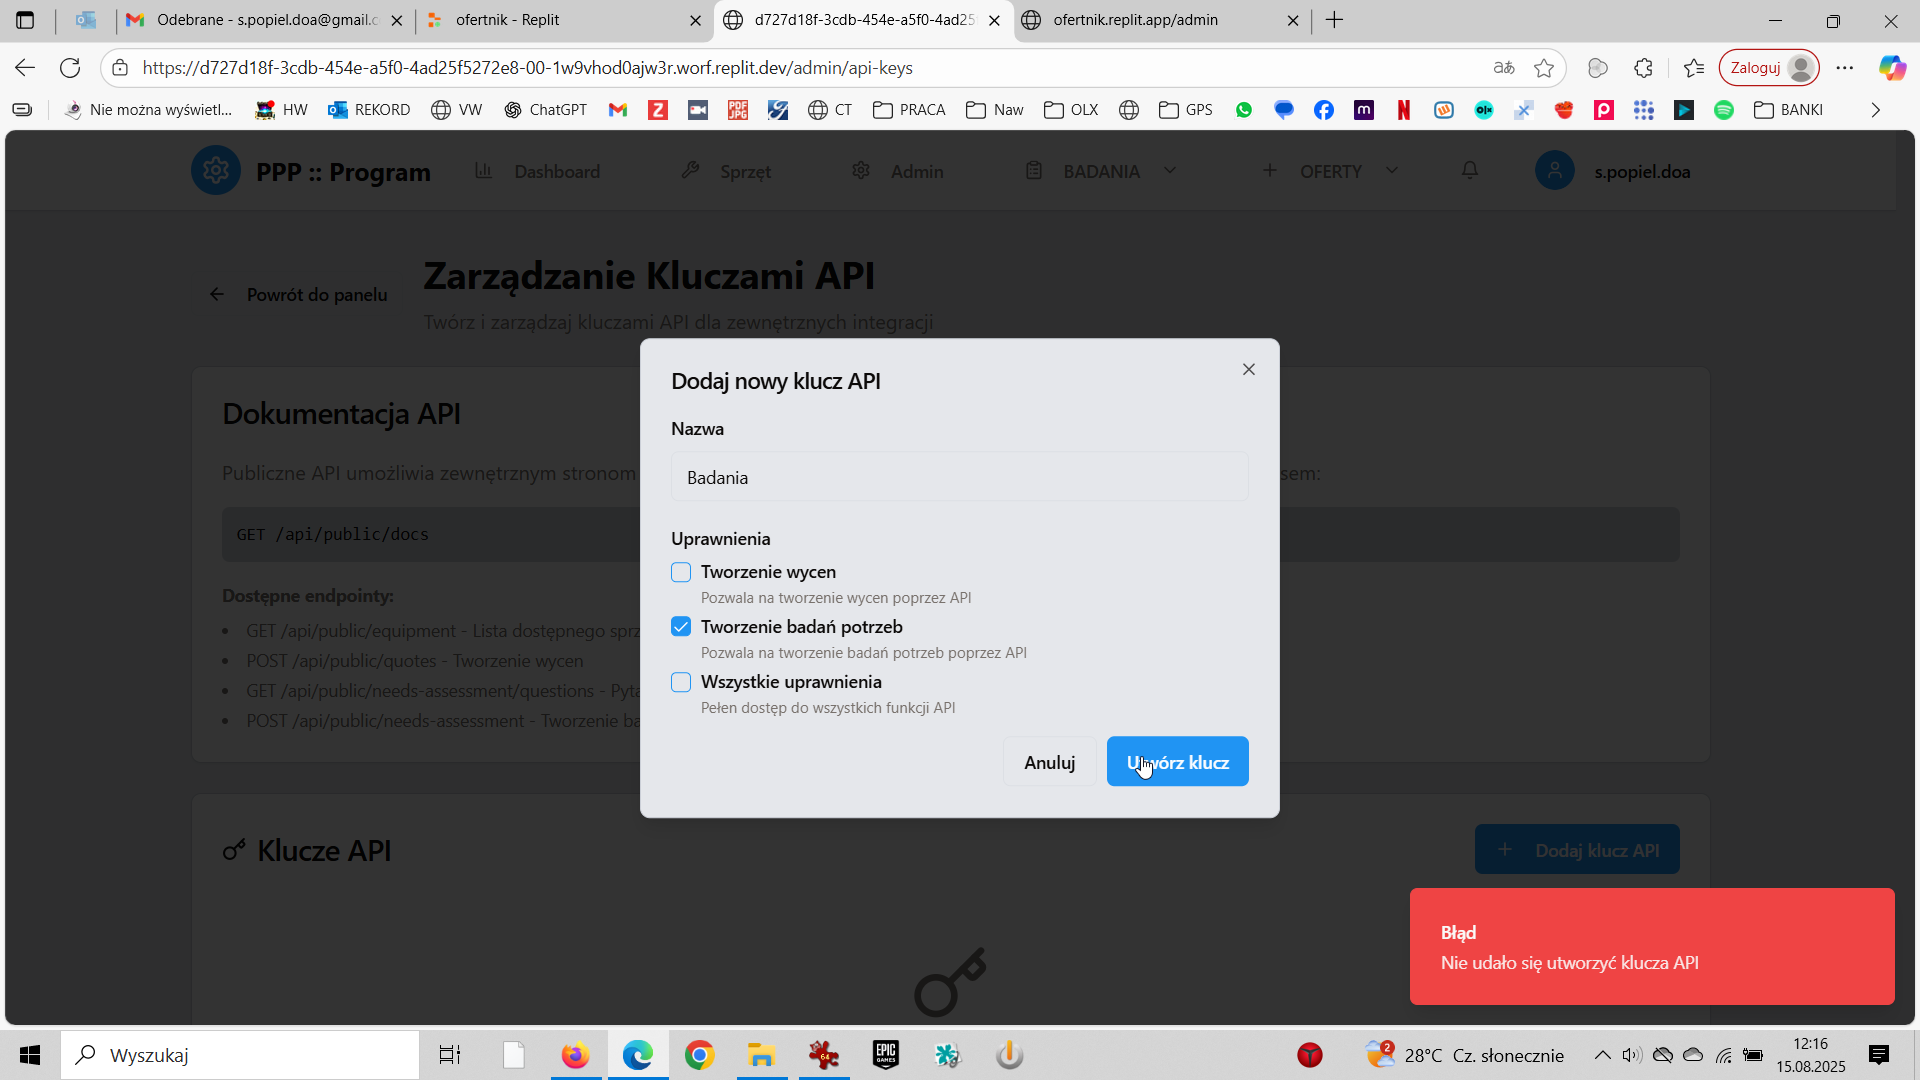 Odebrane - s.popiel.doa@gmail.c
ofertnik - Replit
d727d18f-3cdb-454e-a5f0-4ad25
ofertnik.replit.app/admin
https://d727d18f-3cdb-454e-a5f0-4ad25f5272e8-00-1w9vhod0ajw3r.worf.replit.dev/admin/api-keys
aあ
Zaloguj
Nie można wyświetl...
HW
REKORD
VW
ChatGPT
CT
PRACA
Naw
OLX
GPS
BANKI
PPP :: Program
Dashboard
Sprzęt
Admin
BADANIA
OFERTY
s.popiel.doa
Powrót do panelu
Zarządzanie Kluczami API
Twórz i zarządzaj kluczami API dla zewnętrznych integracji
Dokumentacja API
Publiczne API umożliwia zewnętrznym stronom
sem:
GET /api/public/docs
Dostępne endpointy:
GET /api/public/equipment - Lista dostępnego sprz
POST /api/public/quotes - Tworzenie wycen
GET /api/public/needs-assessment/questions - Pyta
POST /api/public/needs-assessment - Tworzenie ba
Dodaj nowy klucz API
Nazwa
Badania
Uprawnienia
Tworzenie wycen
Pozwala na tworzenie wycen poprzez API
Tworzenie badań potrzeb
Pozwala na tworzenie badań potrzeb poprzez API
Wszystkie uprawnienia
Pełen dostęp do wszystkich funkcji API
Anuluj
Utwórz klucz
Klucze API
Dodaj klucz API
Błąd
Nie udało się utworzyć klucza API
Wyszukaj
64
EPIC GAMES
2
28°C Cz. słonecznie
12:16
15.08.2025